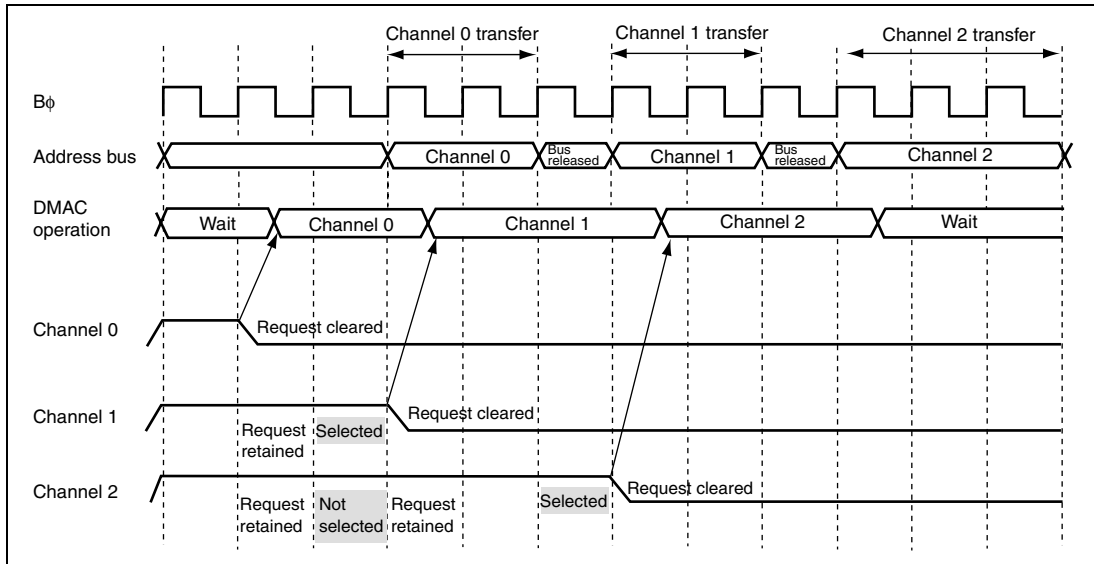 Channel 0 transfer Channel 1 transfer Channel 2 transfer
Bϕ
Address bus Channel 0 Bus released Channel 1 Bus released Channel 2
DMAC operation Wait Channel 0 Channel 1 Channel 2 Wait
Channel 0 Request cleared
Channel 1 Request cleared
Request retained Selected
Channel 2 Request cleared
Request retained Not selected Request retained Selected